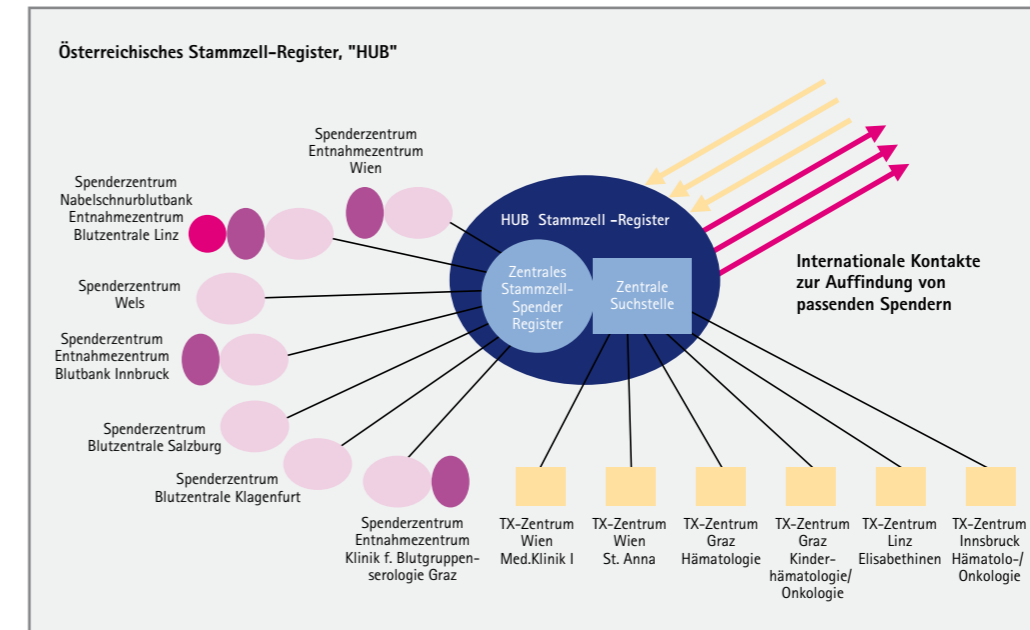 Österreichisches Stammzell-Register, "HUB"
Spenderzentrum
Entnahmezentrum
Wien
Spenderzentrum
Nabelschnurblutbank
Entnahmezentrum
Blutzentrale Linz
Spenderzentrum
Wels
Spenderzentrum
Entnahmezentrum
Blutbank Innbruck
Spenderzentrum
Blutzentrale Salzburg
Spenderzentrum
Blutzentrale Klagenfurt
Spenderzentrum
Entnahmezentrum
Klinik f. Blutgruppen-
serologie Graz
HUB Stammzell -Register
Zentrales
Stammzell-
Spender
Register
Zentrale
Suchstelle
Internationale Kontakte
zur Auffindung von
passenden Spendern
TX-Zentrum
Wien
Med.Klinik I
TX-Zentrum
Wien
St. Anna
TX-Zentrum
Graz
Hämatologie
TX-Zentrum
Graz
Kinder-
hämatologie/
Onkologie
TX-Zentrum
Linz
Elisabethinen
TX-Zentrum
Innsbruck
Hämatolo-/
Onkologie